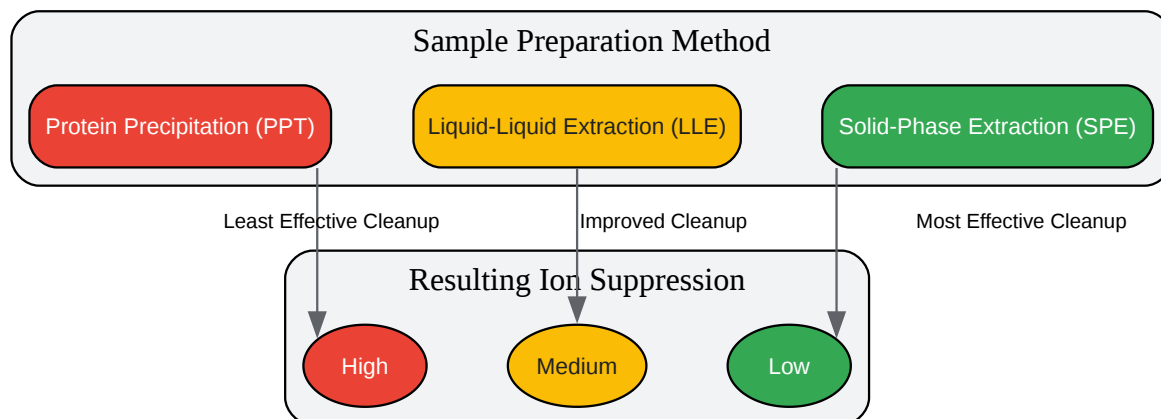 Sample Preparation Method
Protein Precipitation (PPT)
Liquid-Liquid Extraction (LLE)
Solid-Phase Extraction (SPE)
Least Effective Cleanup
Improved Cleanup
Most Effective Cleanup
Resulting Ion Suppression
High
Medium
Low